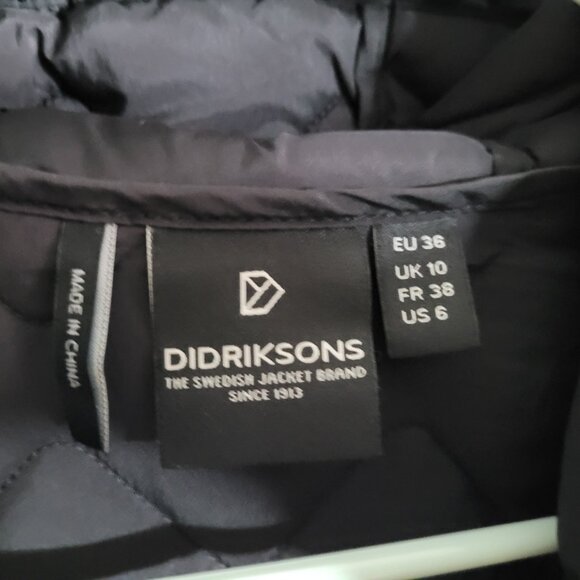 MADE IN CHINA
DIDRIKSONS
THE SWEDISH JACKET BRAND
SINCE 1913
EU 36
UK 10
FR 38
US 6